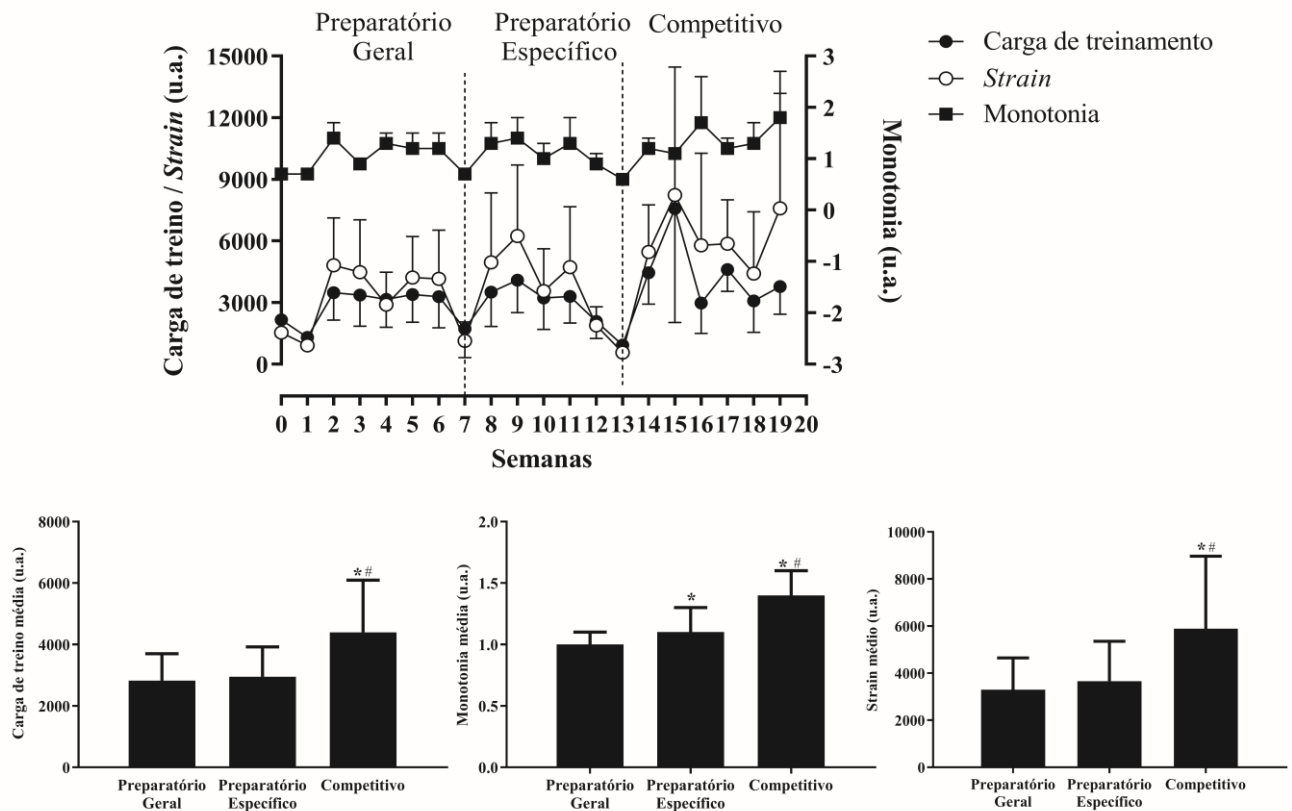 Preparatório
Geral
Preparatório
Específico
Competitivo
Carga de treinamento
Strain
Monotonia
Carga de treino / Strain (u.a.)
15000
12000
9000
6000
3000
0
3
2
1
0
-1
-2
-3
Monotonia (u.a.)
0 1 2 3 4 5 6 7 8 9 10 11 12 13 14 15 16 17 18 19 20
Semanas
Carga de treino média (u.a.)
8000
6000
4000
2000
0
*#
Preparatório
Geral
Preparatório
Específico
Competitivo
Monotonia média (u.a.)
2.0
1.5
1.0
0.5
0.0
*
* #
Preparatório
Geral
Preparatório
Específico
Competitivo
Strain médio (u.a.)
10000
8000
6000
4000
2000
0
*#
Preparatório
Geral
Preparatório
Específico
Competitivo